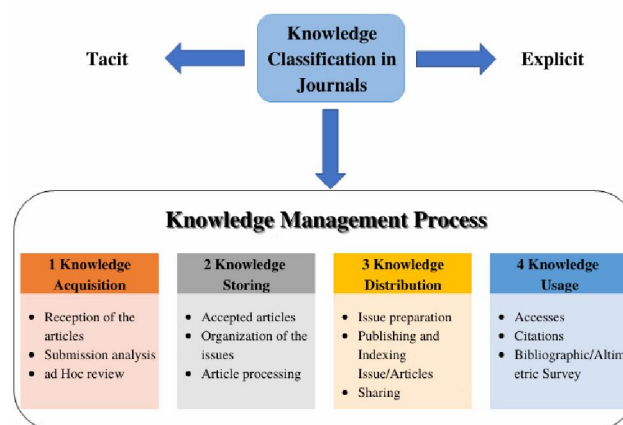 Knowledge
Classification in
Journals
Tacit
Explicit
Knowledge Management Process
1 Knowledge
Acquisition
• Reception of the
articles
• Submission analysis
• ad Hoc review
2 Knowledge
Storing
• Accepted articles
• Organization of the
issues
• Article processing
3 Knowledge
Distribution
• Issue preparation
• Publishing and
Indexing
Issue/Articles
• Sharing
4 Knowledge
Usage
• Accesses
• Citations
• Bibliographic/Altim
etric Survey